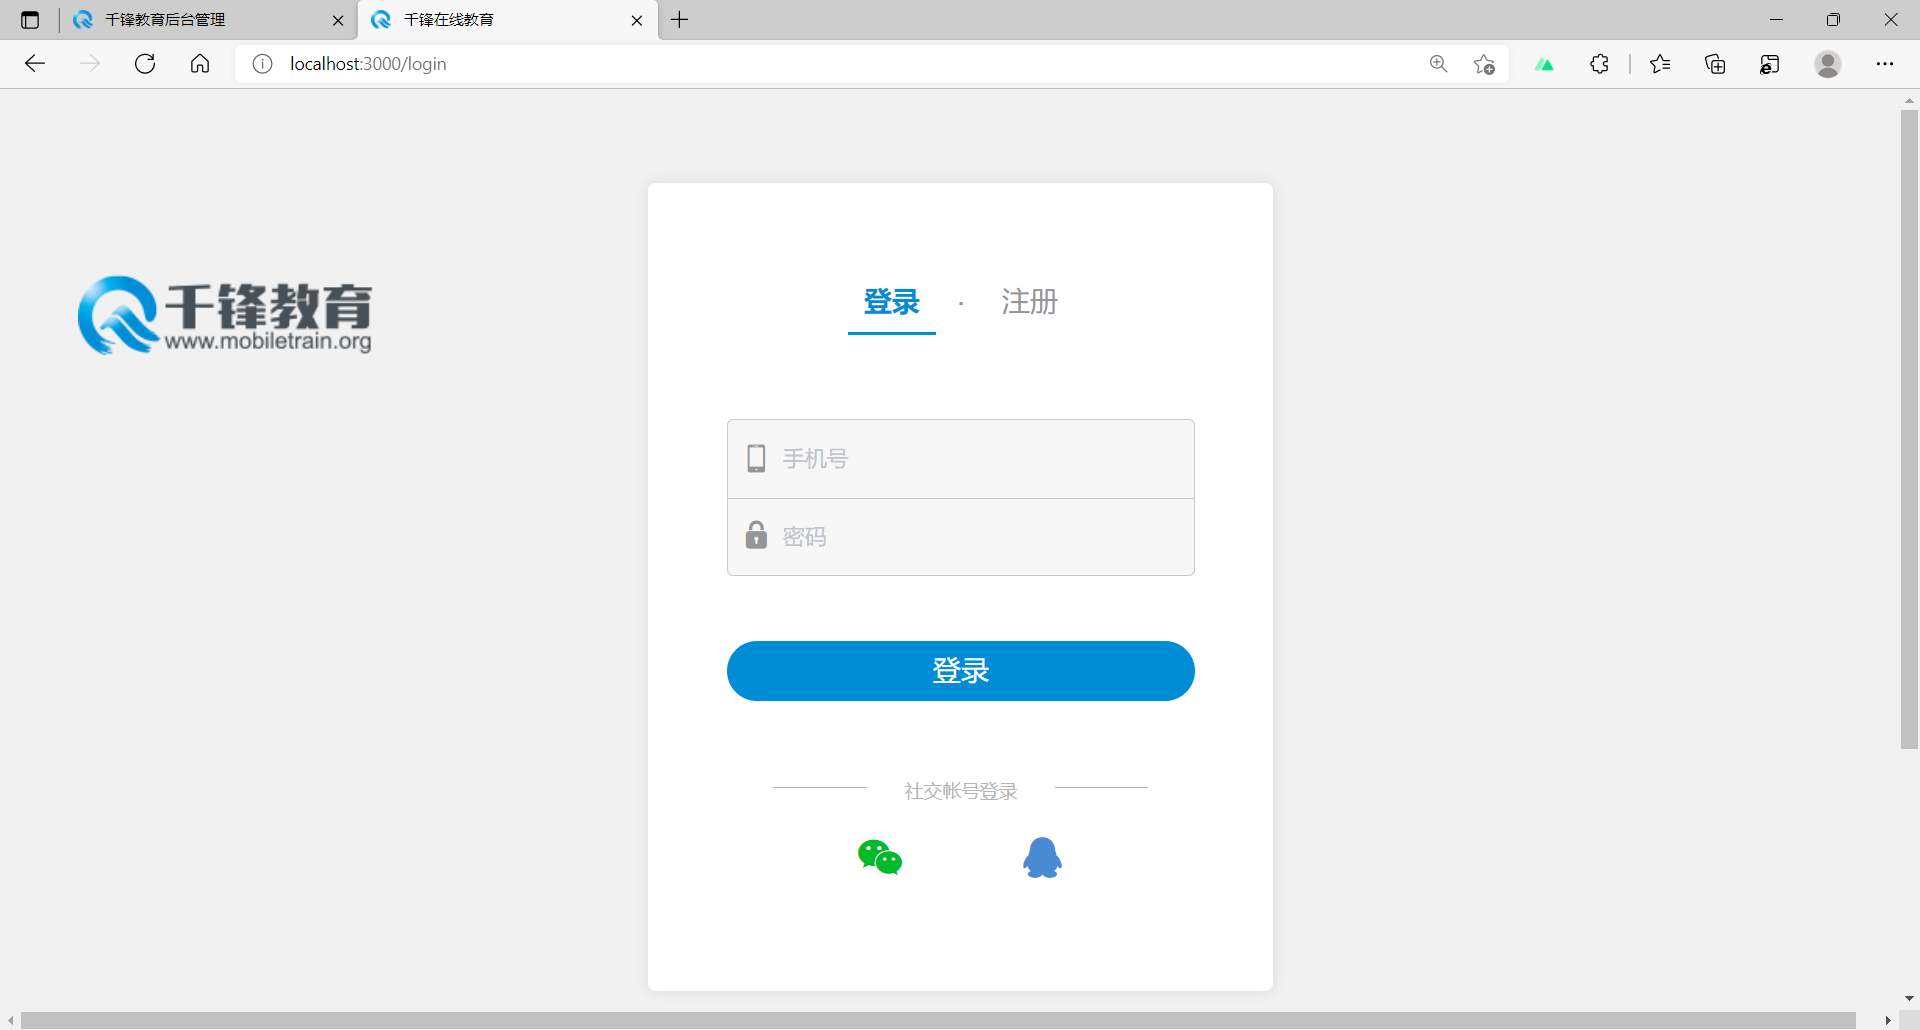 千锋教育后台管理
千锋在线教育
localhost:3000/login
千锋教育
www.mobiletrain.org
登录 · 注册
手机号
密码
登录
社交帐号登录